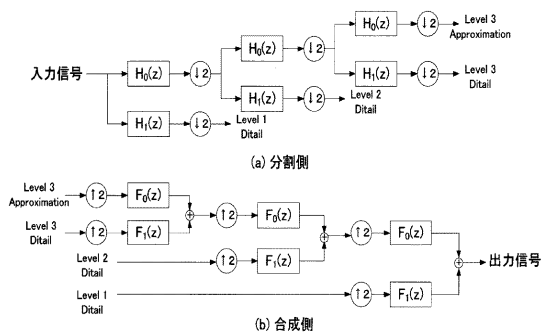 H₀(z)
↓2
Level 3
Approximation
H₀(z)
↓2
入力信号
H₀(z)
↓2
H₁(z)
↓2
Level 3
Ditail
H₁(z)
↓2
Level 2
Ditail
H₁(z)
↓2
Level 1
Ditail
(a) 分割側
Level 3
Approximation
↑2
F₀(z)
↑2
F₀(z)
Level 3
Ditail
↑2
F₁(z)
↑2
F₀(z)
Level 2
Ditail
↑2
F₁(z)
出力信号
Level 1
Ditail
↑2
F₁(z)
(b) 合成側